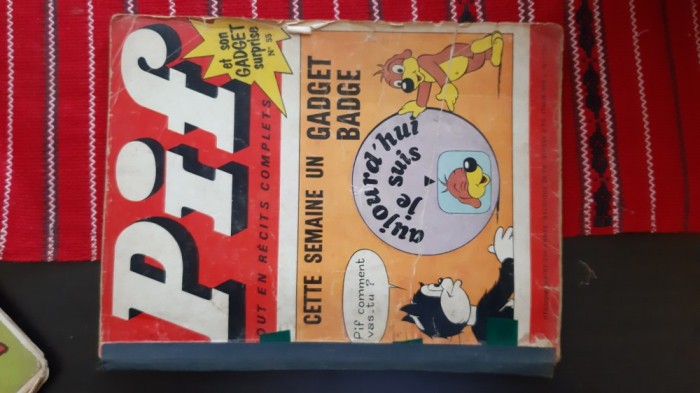 Pif
et son
GADGET
surprise
N° 55
TOUT EN RÉCITS COMPLETS
CETTE SEMAINE UN GADGET
BADGE
aujourd'hui
je suis
Pif comment
vas-tu ?